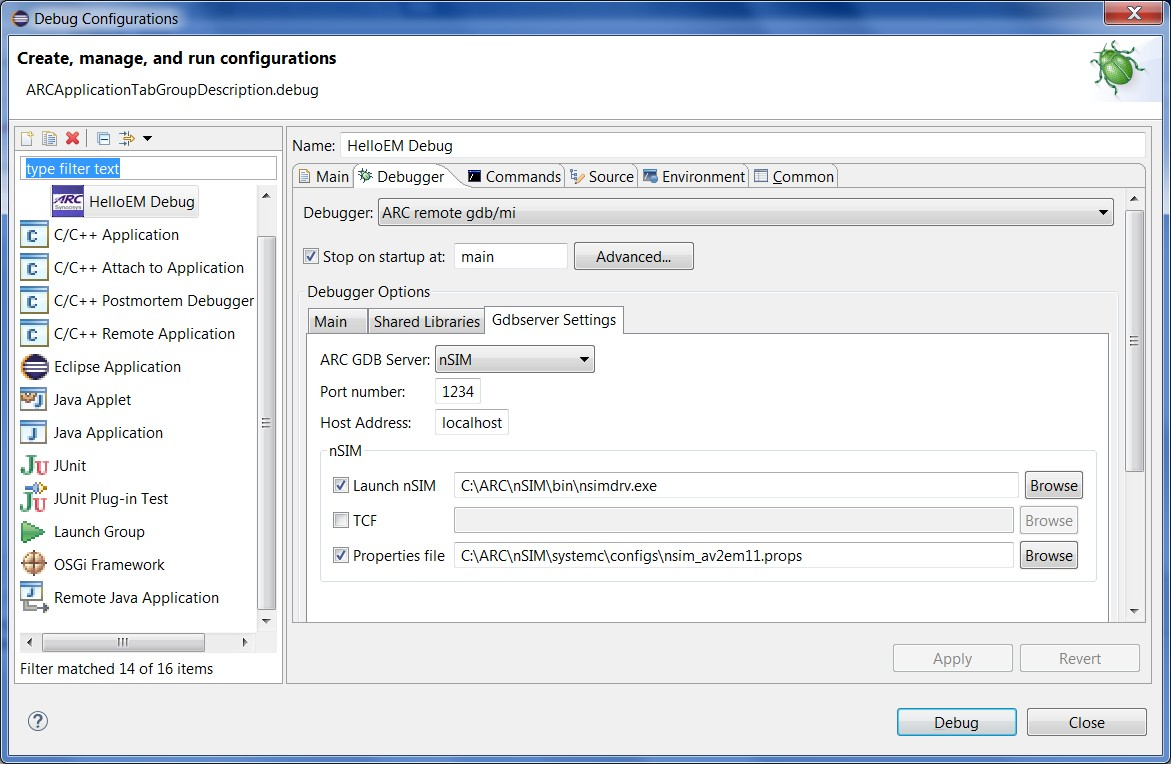 Debug Configurations
Create, manage, and run configurations
ARCApplicationTabGroupDescription.debug
type filter text
ARC Synopsys HelloEM Debug
C/C++ Application
C/C++ Attach to Application
C/C++ Postmortem Debugger
C/C++ Remote Application
Eclipse Application
Java Applet
Java Application
JUnit
JUnit Plug-in Test
Launch Group
OSGi Framework
Remote Java Application
Filter matched 14 of 16 items
Name: HelloEM Debug
Main Debugger Commands Source Environment Common
Debugger: ARC remote gdb/mi
Stop on startup at: main Advanced...
Debugger Options
Main Shared Libraries Gdbserver Settings
ARC GDB Server: nSIM
Port number: 1234
Host Address: localhost
nSIM
Launch nSIM C:\ARC\nSIM\bin\nsimdrv.exe Browse
TCF Browse
Properties file C:\ARC\nSIM\systemc\configs\nsim_av2em11.props Browse
Apply Revert
Debug Close